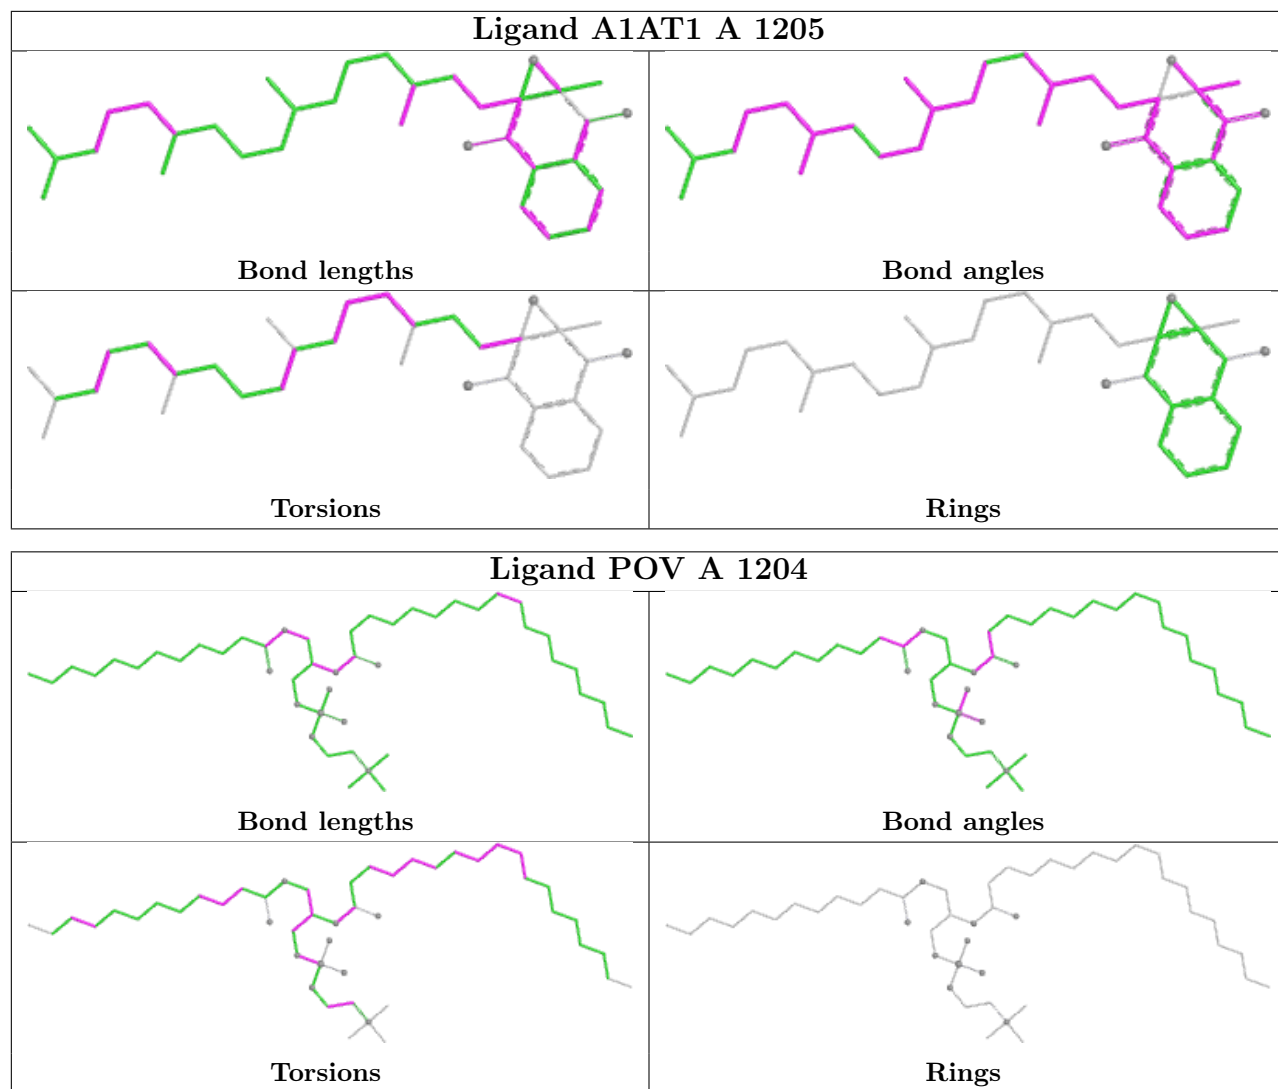 Ligand A1AT1 A 1205
Bond lengths
Bond angles
Torsions
Rings
Ligand POV A 1204
Bond lengths
Bond angles
Torsions
Rings